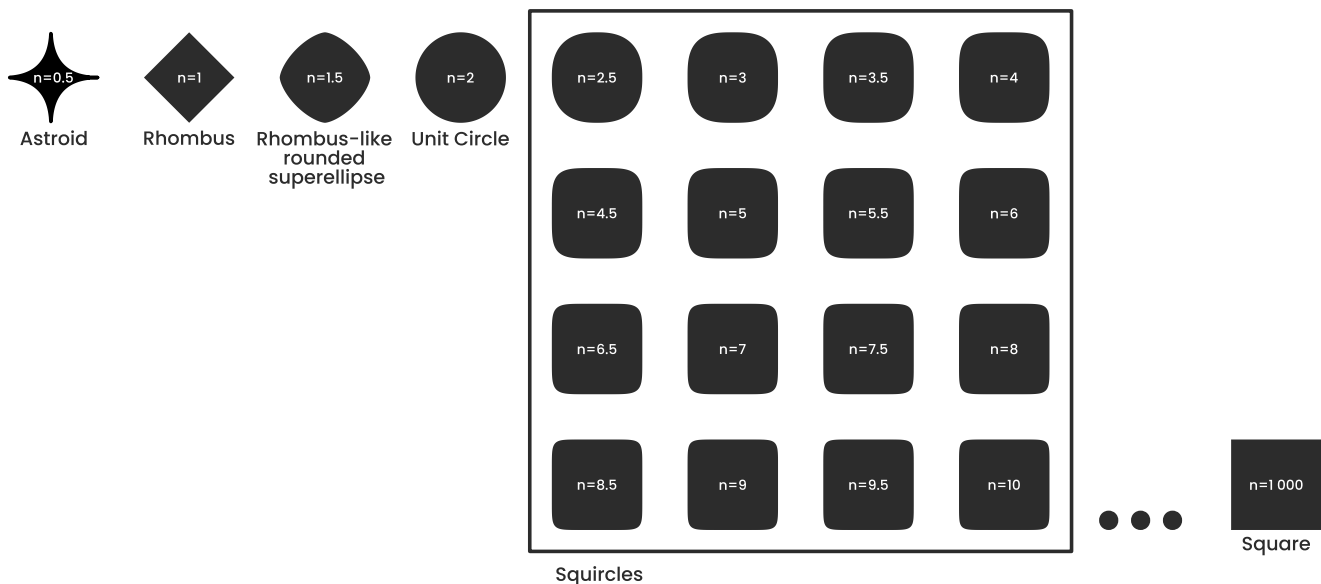 n=0.5
n=1
n=1.5
n=2
n=2.5
n=3
n=3.5
n=4
Astroid
Rhombus
Rhombus-like
rounded
superellipse
Unit Circle
n=4.5
n=5
n=5.5
n=6
n=6.5
n=7
n=7.5
n=8
n=8.5
n=9
n=9.5
n=10
n=1 000
Square
Squircles